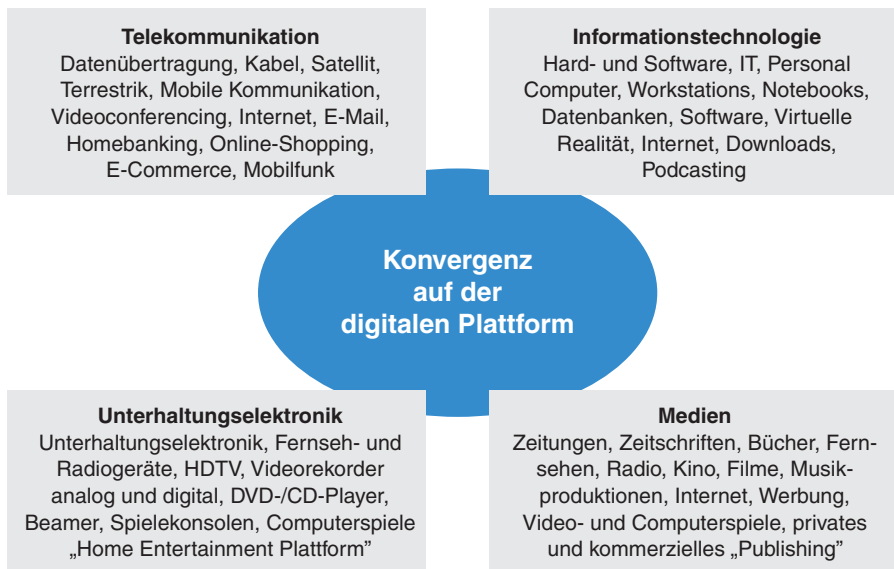 Telekommunikation
Datenübertragung, Kabel, Satellit,
Terrestrik, Mobile Kommunikation,
Videoconferencing, Internet, E-Mail,
Homebanking, Online-Shopping,
E-Commerce, Mobilfunk
Informationstechnologie
Hard- und Software, IT, Personal
Computer, Workstations, Notebooks,
Datenbanken, Software, Virtuelle
Realität, Internet, Downloads,
Podcasting
Konvergenz
auf der
digitalen Plattform
Unterhaltungselektronik
Unterhaltungselektronik, Fernseh- und
Radiogeräte, HDTV, Videorekorder
analog und digital, DVD-/CD-Player,
Beamer, Spielekonsolen, Computerspiele
„Home Entertainment Plattform”
Medien
Zeitungen, Zeitschriften, Bücher, Fern-
sehen, Radio, Kino, Filme, Musik-
produktionen, Internet, Werbung,
Video- und Computerspiele, privates
und kommerzielles „Publishing”